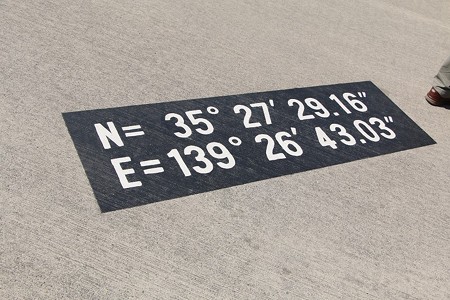 N= 35° 27′ 29.16″
E=139° 26′ 43.03″